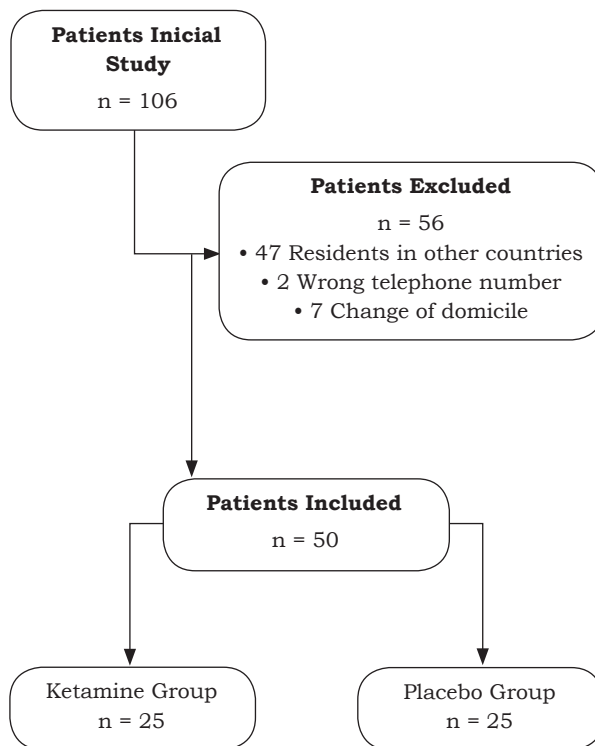 Patients Inicial
Study
n = 106
Patients Excluded
n = 56
• 47 Residents in other countries
• 2 Wrong telephone number
• 7 Change of domicile
Patients Included
n = 50
Ketamine Group
n = 25
Placebo Group
n = 25